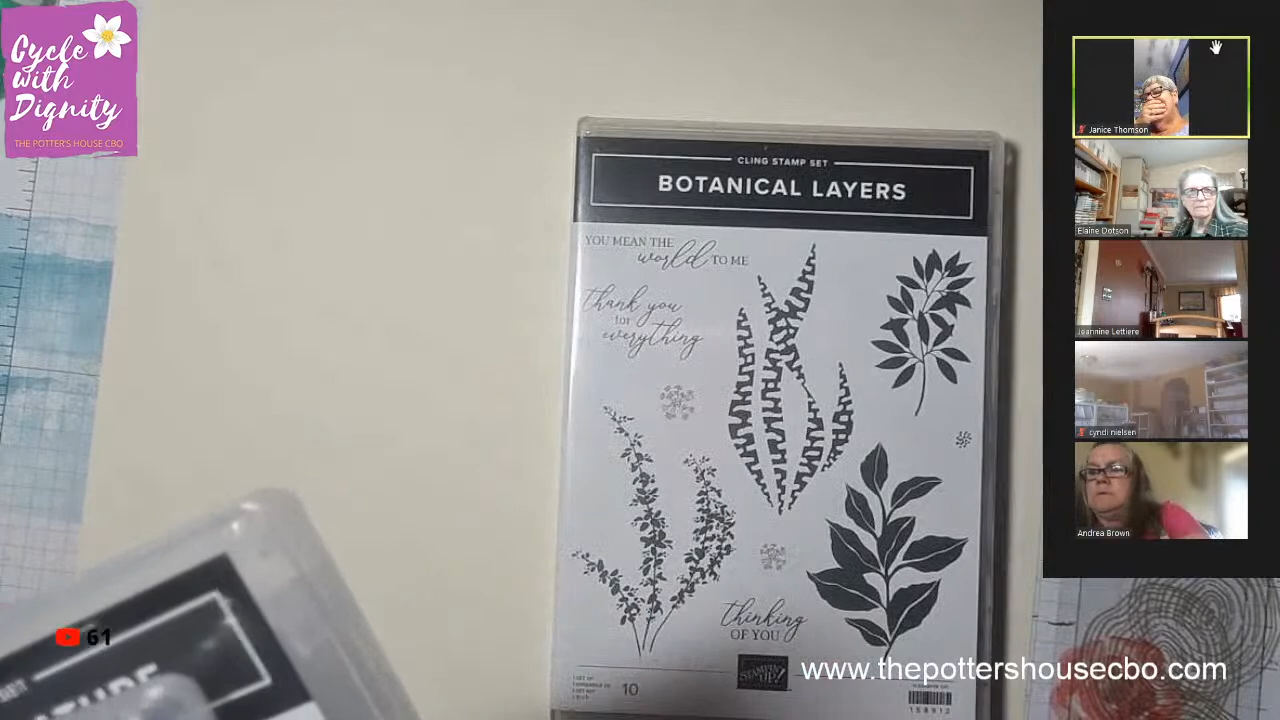 Cycle
with
Dignity
THE POTTER'S HOUSE CBO
CLING STAMP SET
BOTANICAL LAYERS
YOU MEAN THE
world TO ME
thank you
for
everything
thinking
OF YOU
STAMPIN' UP!
10
www.thepottershousecbo.com
61
Janice Thomson
Elaine Dotson
Jeannine Lettiere
cyndi nielsen
Andrea Brown